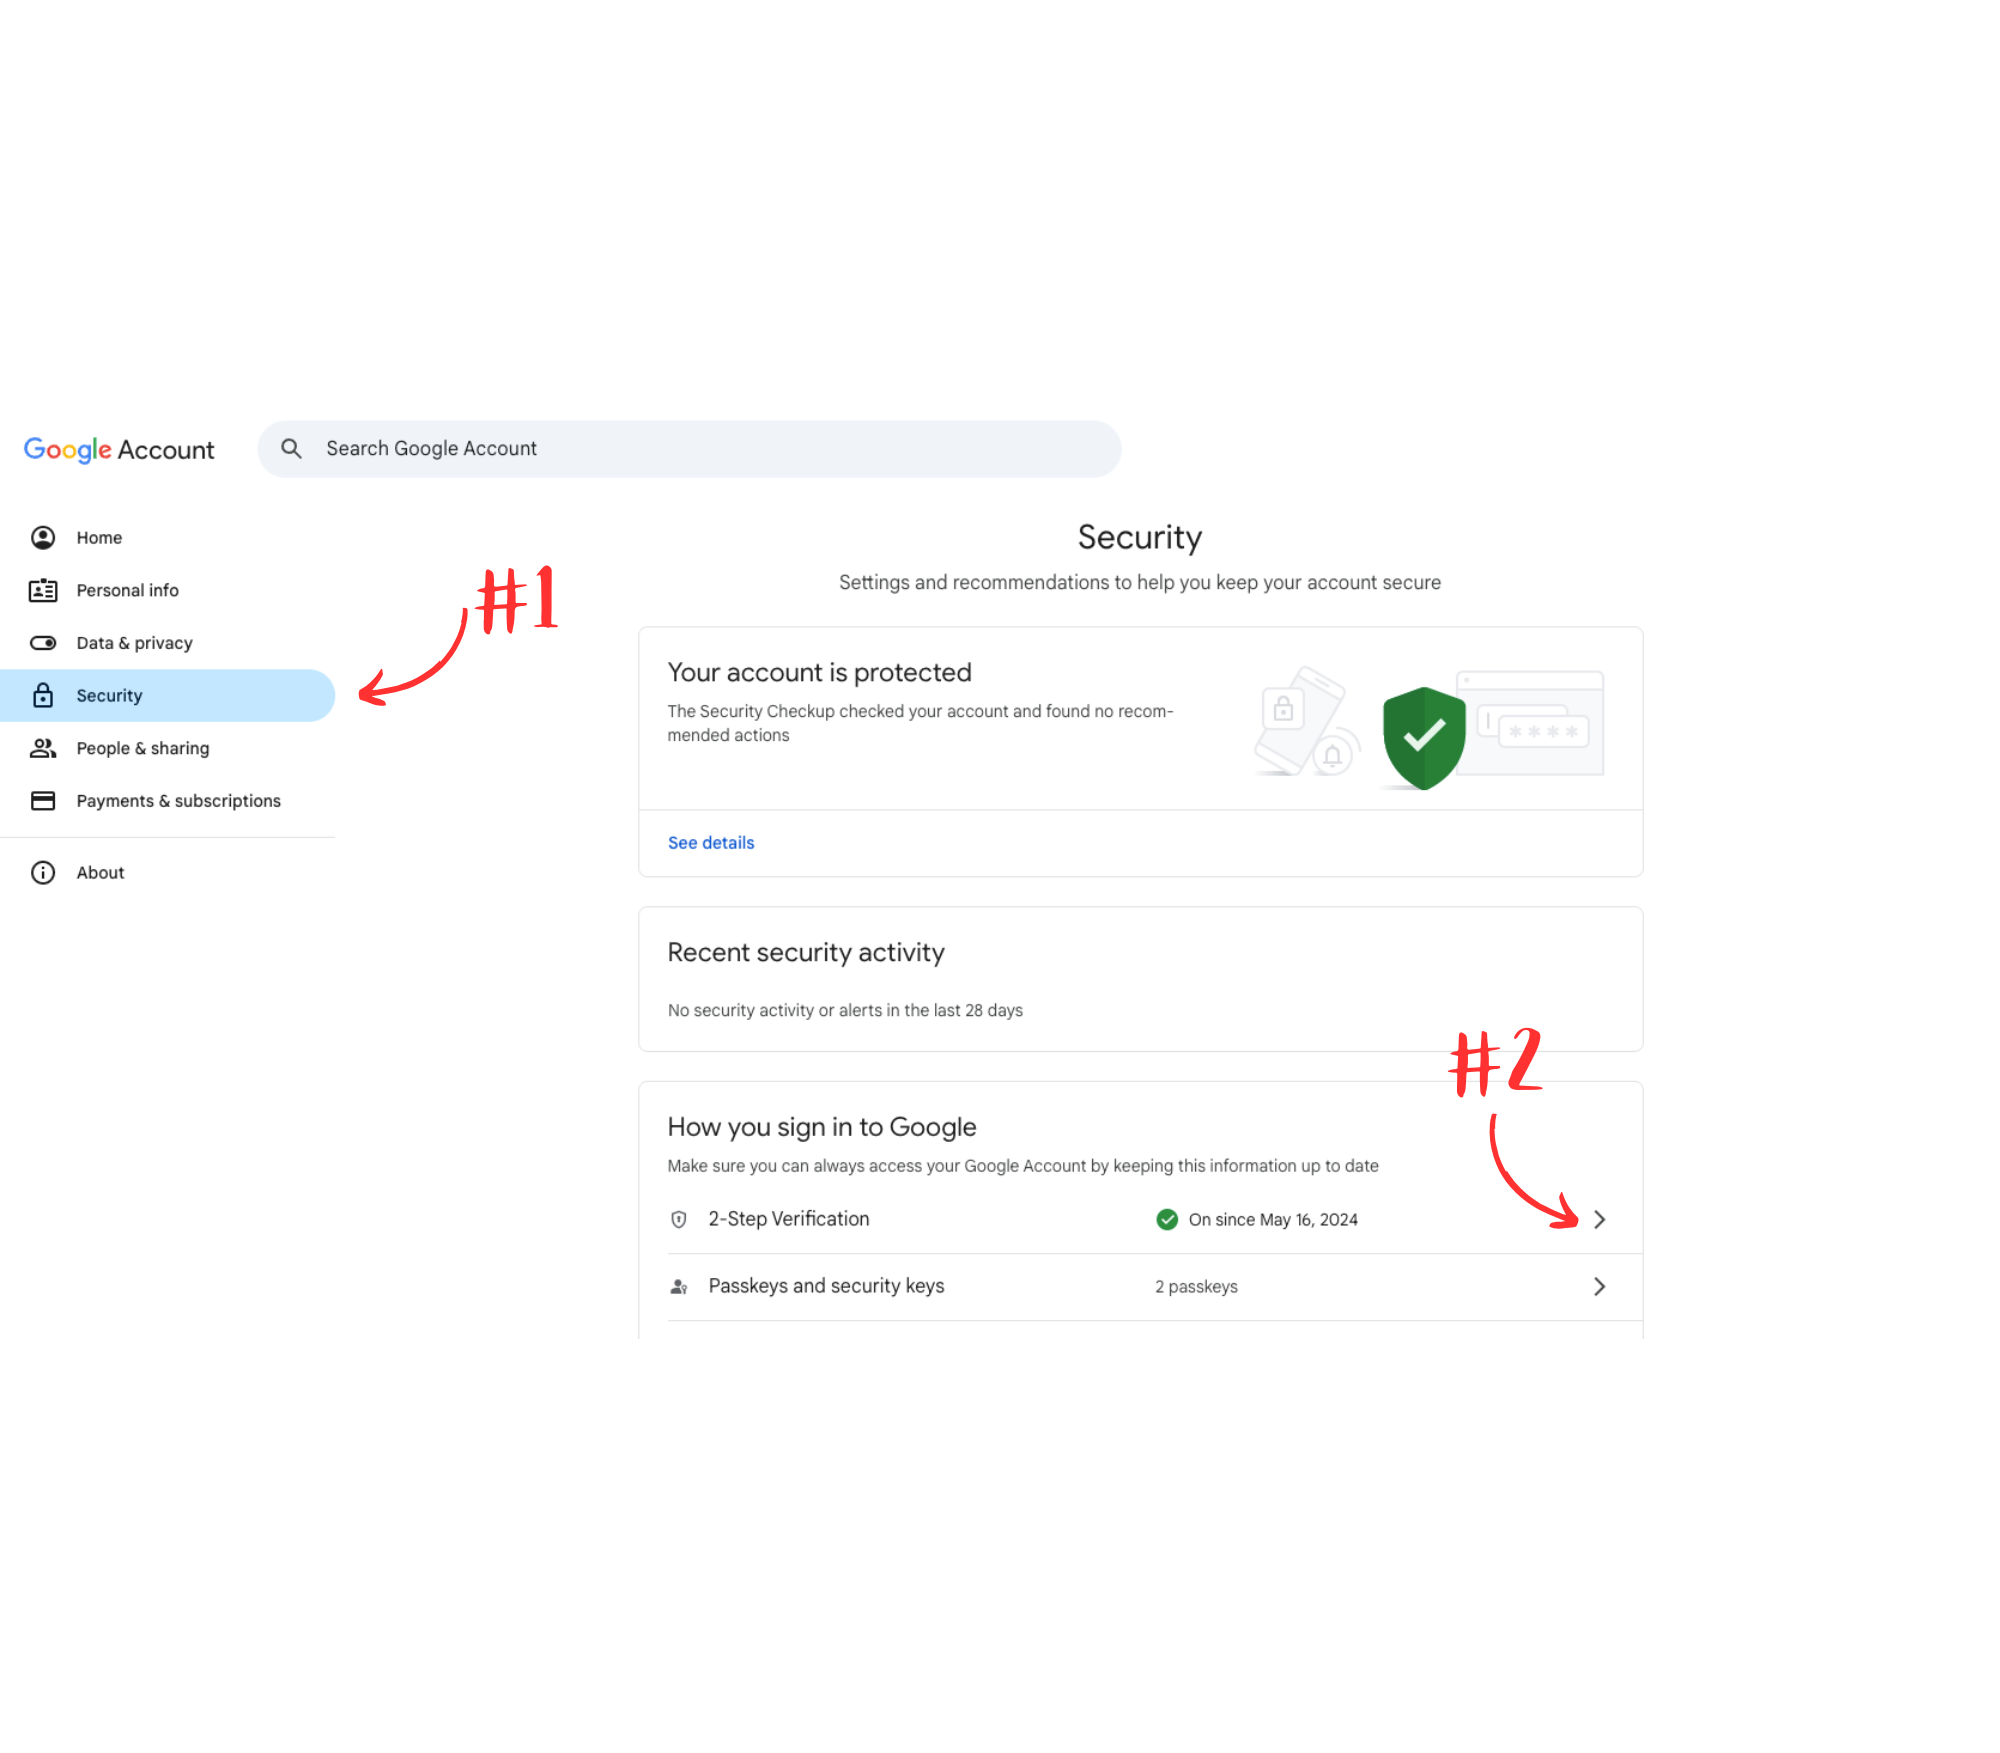 Google Account
Search Google Account
Home
Personal info
Data & privacy
Security
People & sharing
Payments & subscriptions
About
#1
Security
Settings and recommendations to help you keep your account secure
Your account is protected
The Security Checkup checked your account and found no recom-
mended actions
* * * *
See details
Recent security activity
No security activity or alerts in the last 28 days
#2
How you sign in to Google
Make sure you can always access your Google Account by keeping this information up to date
2-Step Verification
On since May 16, 2024
Passkeys and security keys
2 passkeys